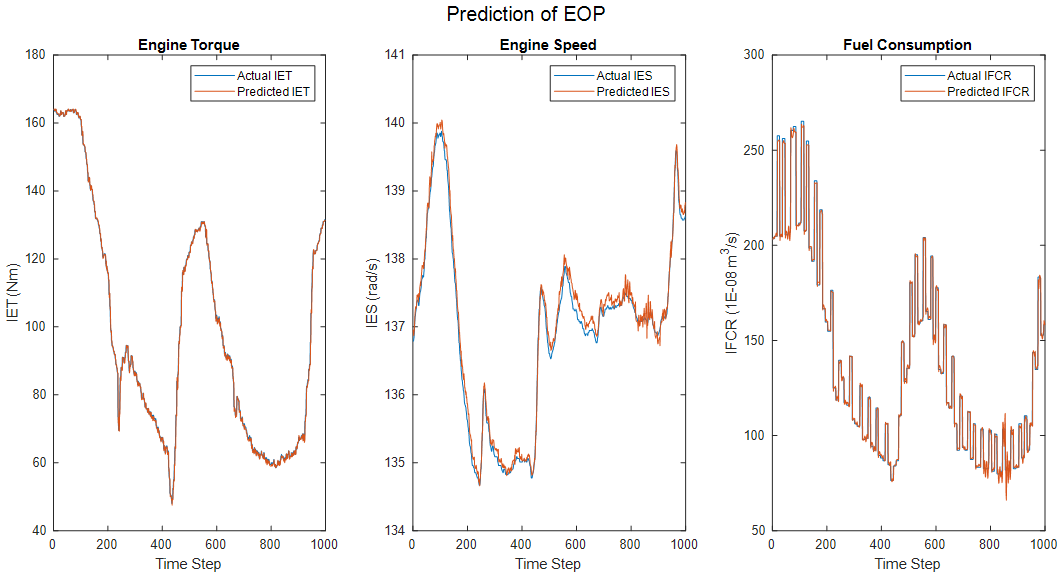 Prediction of EOP
Engine Torque
180
160
140
120
100
80
60
40
0
200
400
600
800
1000
IET (Nm)
Time Step
Actual IET
Predicted IET
Engine Speed
141
140
139
138
137
136
135
134
0
200
400
600
800
1000
IES (rad/s)
Time Step
Actual IES
Predicted IES
Fuel Consumption
300
250
200
150
100
50
0
200
400
600
800
1000
IFCR (1E-08 m³/s)
Time Step
Actual IFCR
Predicted IFCR